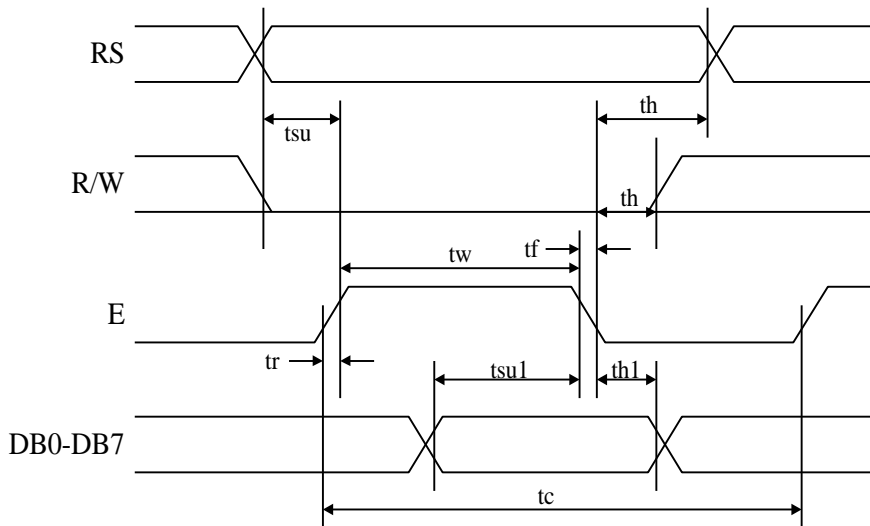 RS
th
tsu
R/W
th
tw
tf
E
tr
tsu1
th1
DB0-DB7
tc